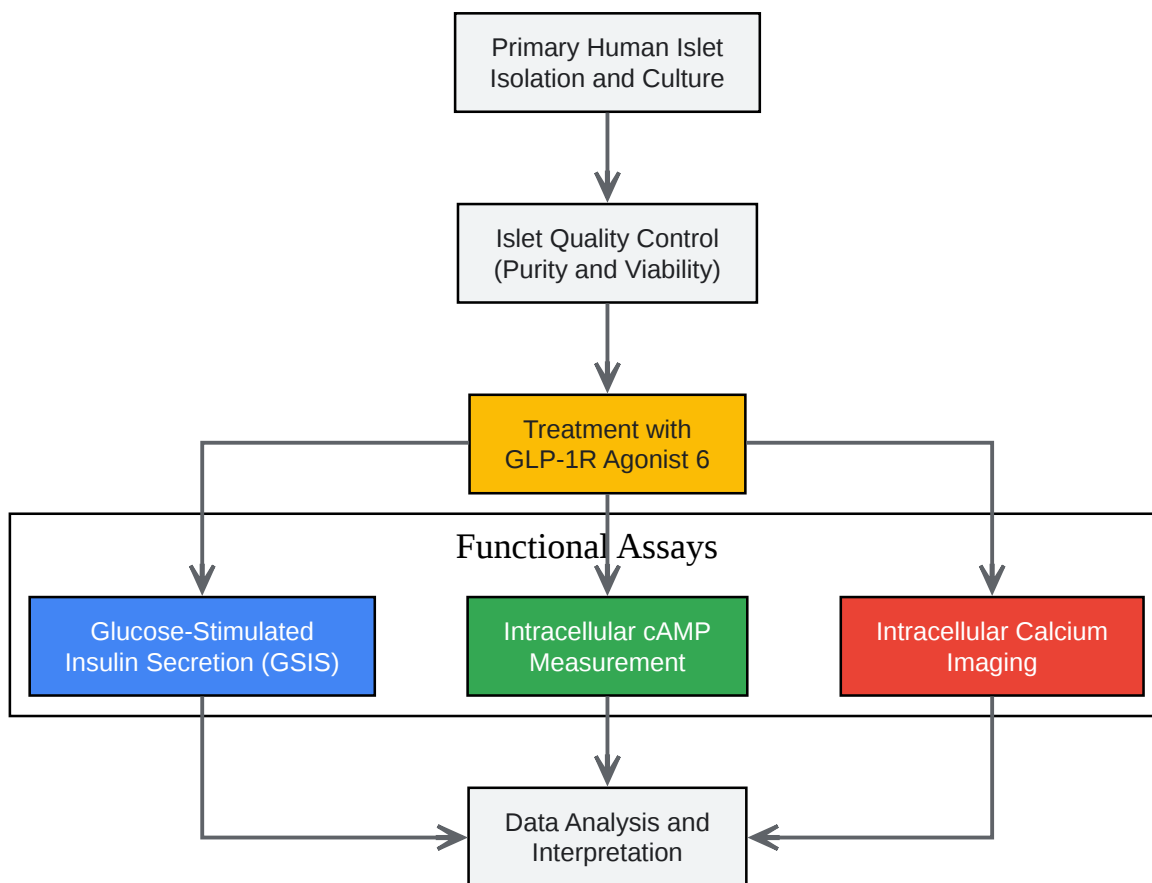 Primary Human Islet
Isolation and Culture
Islet Quality Control
(Purity and Viability)
Treatment with
GLP-1R Agonist 6
Functional Assays
Glucose-Stimulated
Insulin Secretion (GSIS)
Intracellular cAMP
Measurement
Intracellular Calcium
Imaging
Data Analysis and
Interpretation